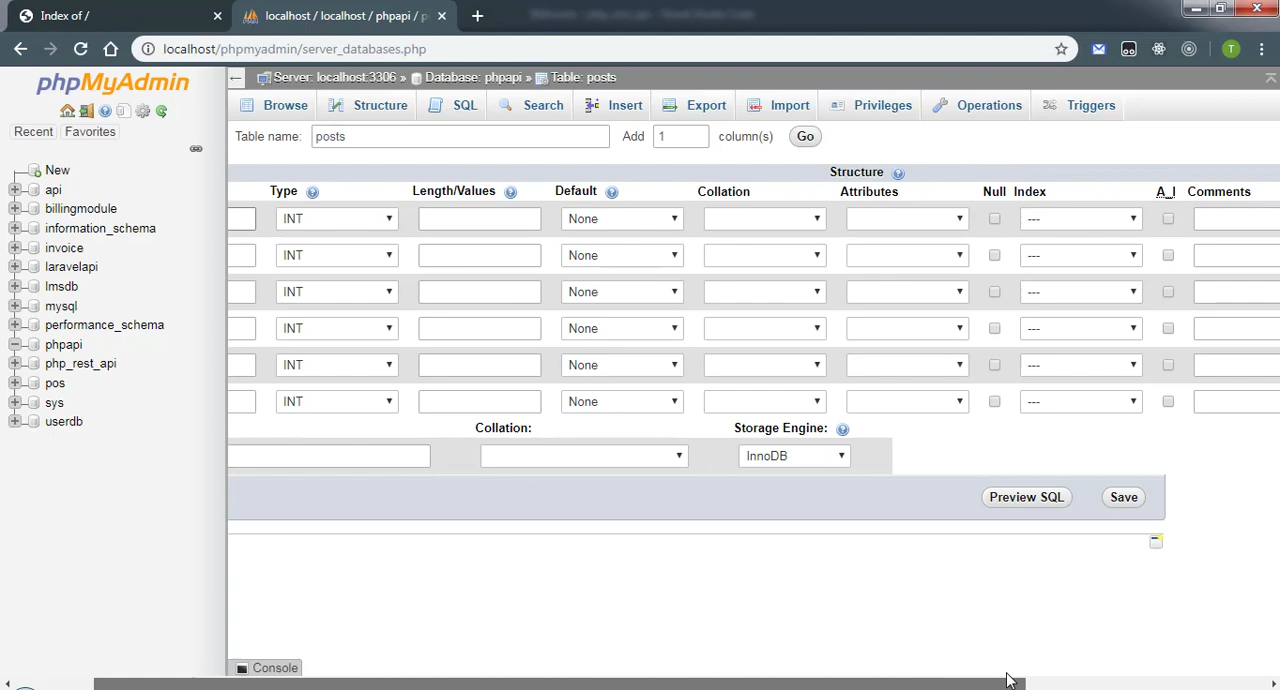 Index of /
localhost / localhost / phpapi / p
localhost/phpmyadmin/server_databases.php
T
phpMyAdmin
Recent
Favorites
New
api
billingmodule
information_schema
invoice
laravelapi
lmsdb
mysql
performance_schema
phpapi
php_rest_api
pos
sys
userdb
Server: localhost:3306 » Database: phpapi » Table: posts
Browse Structure SQL Search Insert Export Import Privileges Operations Triggers
Table name: posts Add 1 column(s) Go
Structure
Type Length/Values Default Collation Attributes Null Index A_I Comments
INT None ---
INT None ---
INT None ---
INT None ---
INT None ---
INT None ---
Collation: Storage Engine:
InnoDB
Preview SQL Save
Console